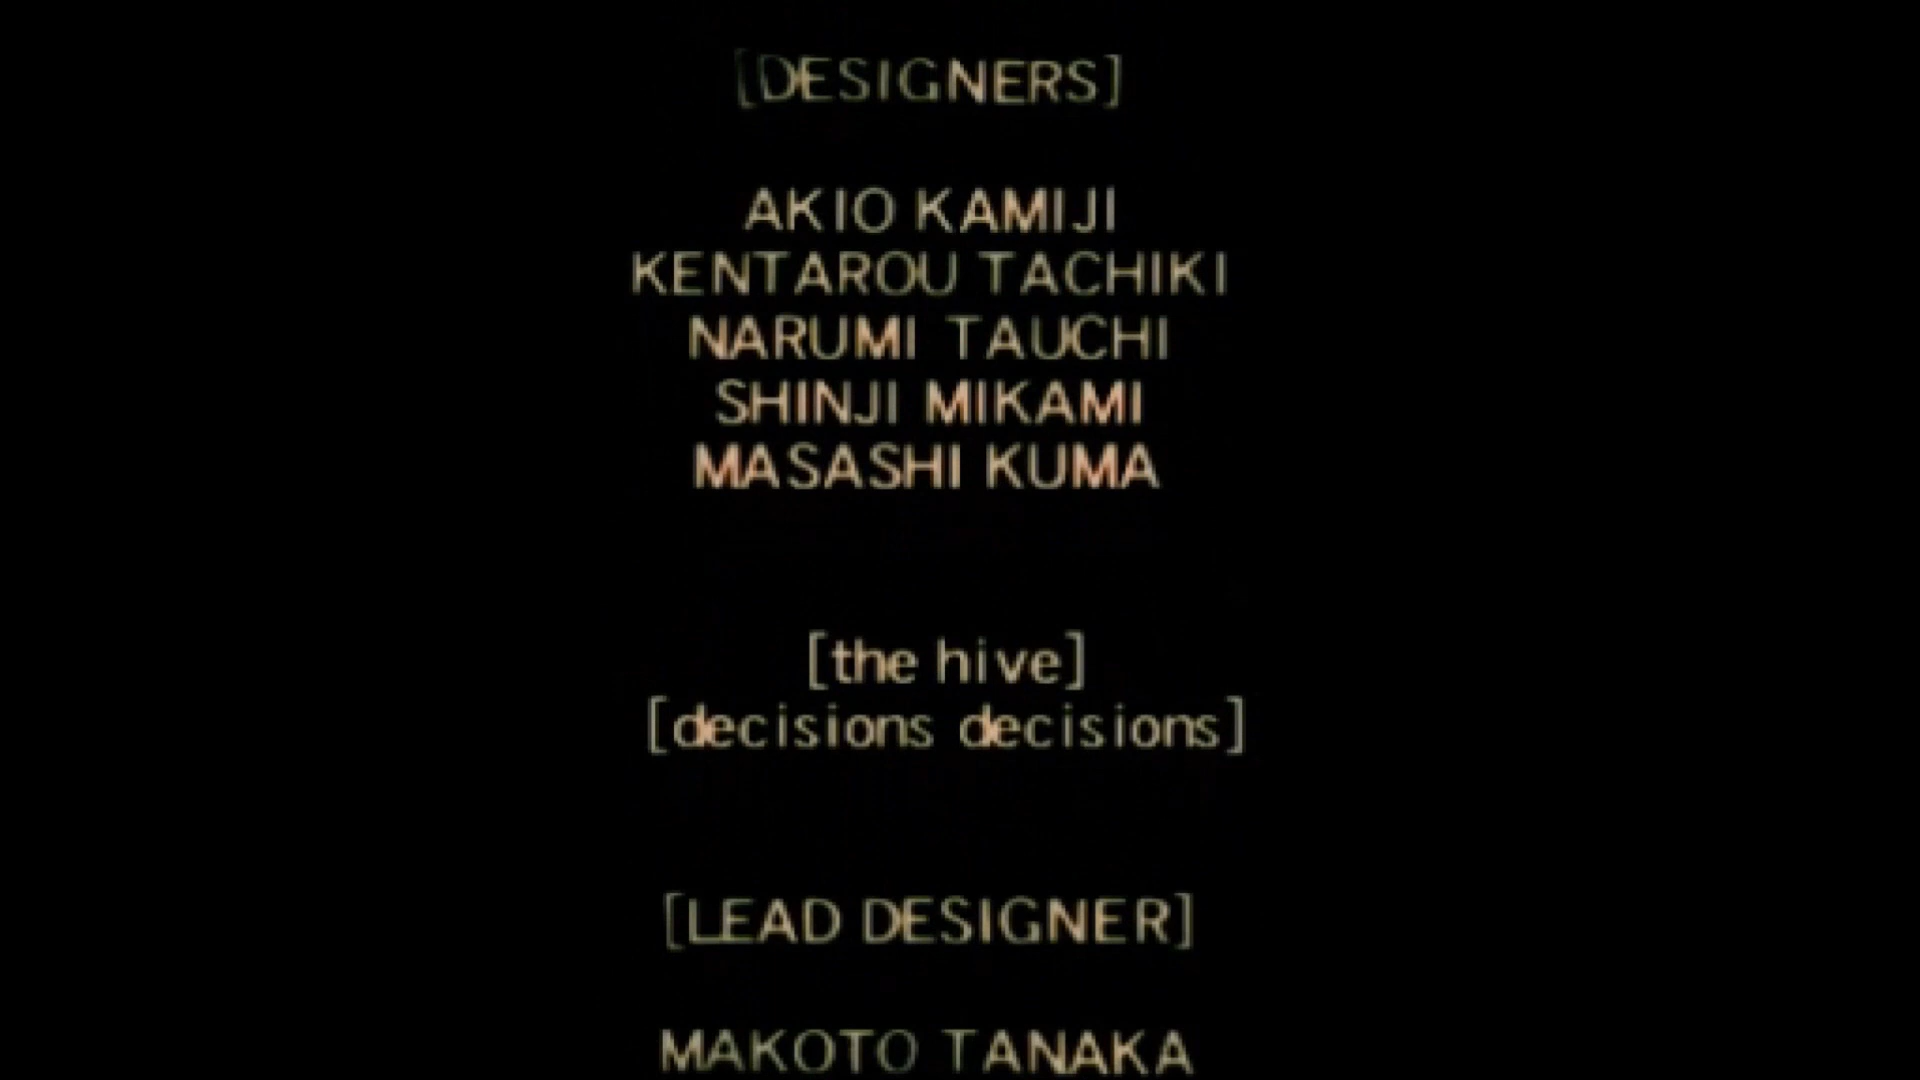 [DESIGNERS]
AKIO KAMIJI
KENTAROU TACHIKI
NARUMI TAUCHI
SHINJI MIKAMI
MASASHI KUMA
[the hive]
[decisions decisions]
[LEAD DESIGNER]
MAKOTO TANAKA